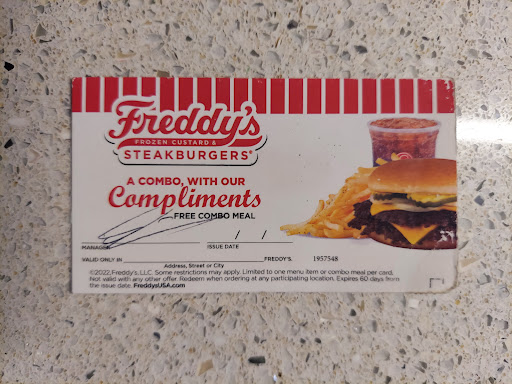 Freddy's
FROZEN CUSTARD &
STEAKBURGERS®
A COMBO, WITH OUR
Compliments
FREE COMBO MEAL
/ /
MANAGER ISSUE DATE
VALID ONLY IN FREDDY'S. 1957548
Address, Street or City
©2022 Freddy's, LLC. Some restrictions may apply. Limited to one menu item or combo meal per card.
Not valid with any other offer. Redeem when ordering at any participating location. Expires 60 days from
the issue date. FreddysUSA.com